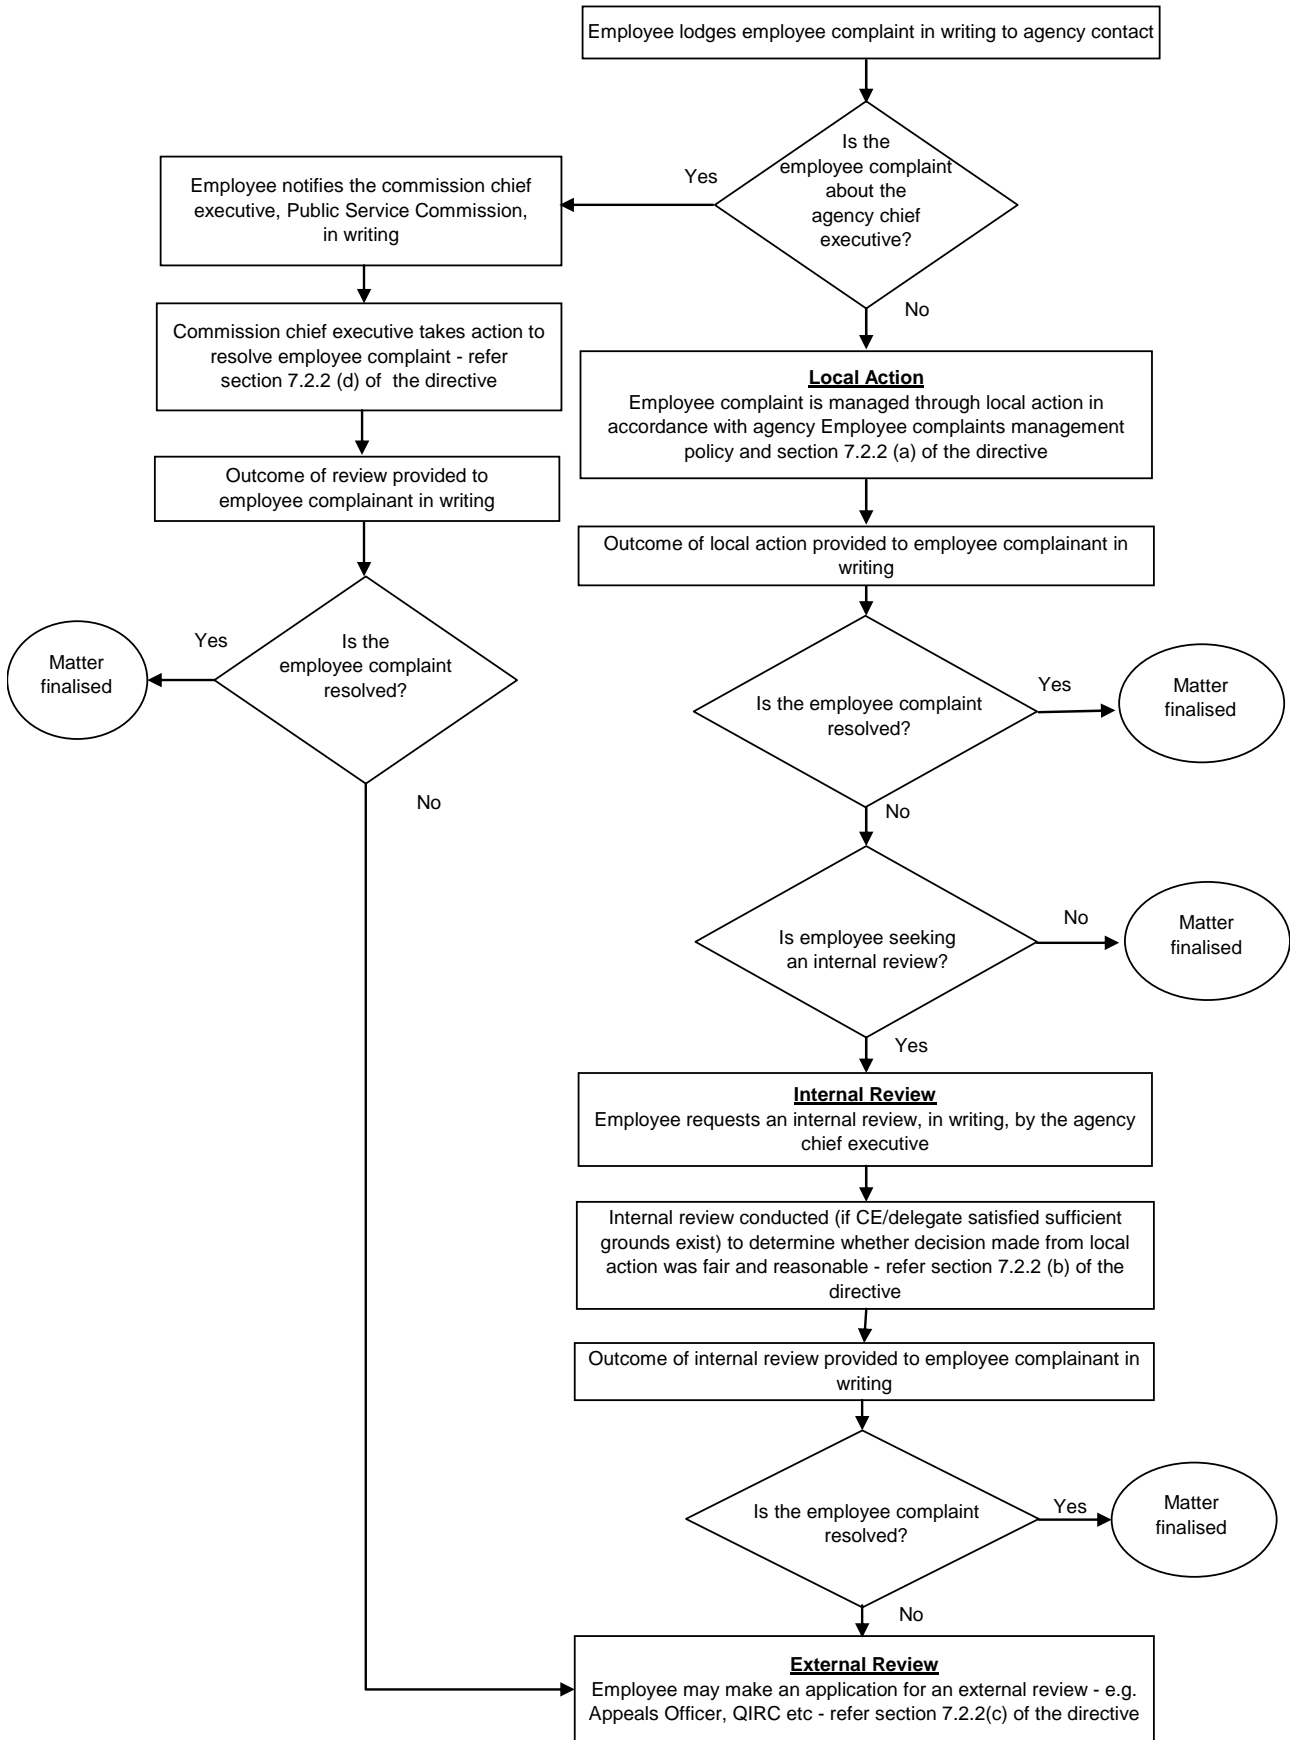 Employee lodges employee complaint in writing to agency contact
Is the
employee complaint
about the
agency chief
executive?
Yes
No
Employee notifies the commission chief
executive, Public Service Commission,
in writing
Commission chief executive takes action to
resolve employee complaint - refer
section 7.2.2 (d) of the directive
Outcome of review provided to
employee complainant in writing
Is the
employee complaint
resolved?
Yes
Matter
finalised
No
Local Action
Employee complaint is managed through local action in
accordance with agency Employee complaints management
policy and section 7.2.2 (a) of the directive
Outcome of local action provided to employee complainant in
writing
Is the employee complaint
resolved?
Yes
Matter
finalised
No
Is employee seeking
an internal review?
No
Matter
finalised
Yes
Internal Review
Employee requests an internal review, in writing, by the agency
chief executive
Internal review conducted (if CE/delegate satisfied sufficient
grounds exist) to determine whether decision made from local
action was fair and reasonable - refer section 7.2.2 (b) of the
directive
Outcome of internal review provided to employee complainant in
writing
Is the employee complaint
resolved?
Yes
Matter
finalised
No
External Review
Employee may make an application for an external review - e.g.
Appeals Officer, QIRC etc - refer section 7.2.2(c) of the directive